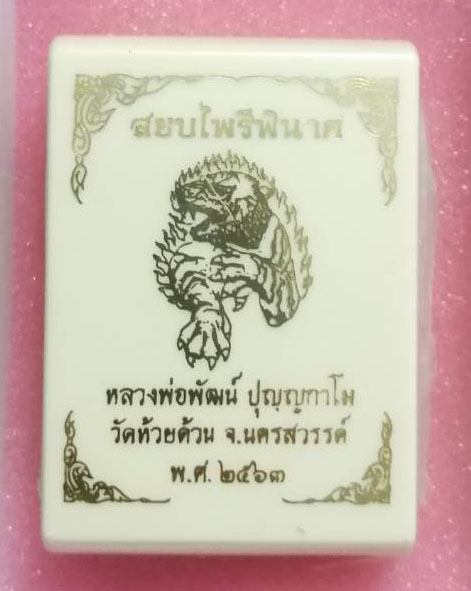 สยบไพรีพินาศ
หลวงพ่อพัฒน์ ปุญญกาโม
วัดห้วยด้วน จ.นครสวรรค์
พ.ศ. ๒๕๖๓